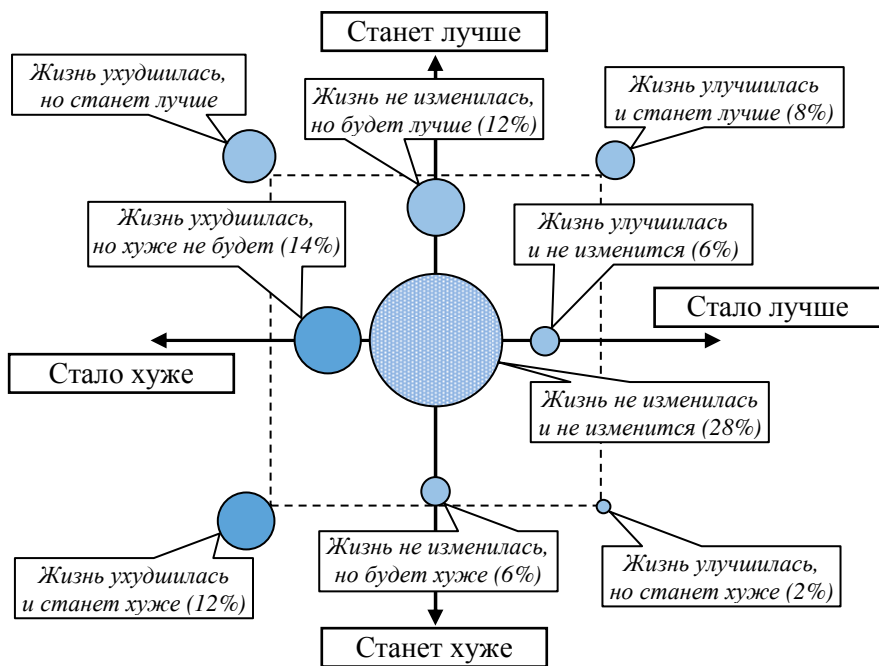 Станет лучше
Жизнь ухудшилась,
но станет лучше
Жизнь не изменилась,
но будет лучше (12%)
Жизнь улучшилась
и станет лучше (8%)
Жизнь ухудшилась,
но хуже не будет (14%)
Жизнь улучшилась
и не изменится (6%)
Стало лучше
Стало хуже
Жизнь не изменилась
и не изменится (28%)
Жизнь ухудшилась
и станет хуже (12%)
Жизнь не изменилась,
но будет хуже (6%)
Жизнь улучшилась,
но станет хуже (2%)
Станет хуже